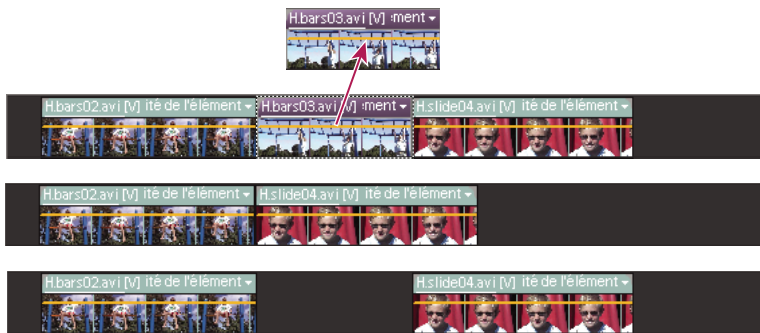 H.bars03.avi [V] :ment
H.bars02.avi [V] ité de l'élément
H.bars03.avi [V] :ment
H.slide04.avi [V] ité de l'élément
H.bars02.avi [V] ité de l'élément
H.slide04.avi [V] ité de l'élément
H.bars02.avi [V] ité de l'élément
H.slide04.avi [V] ité de l'élément